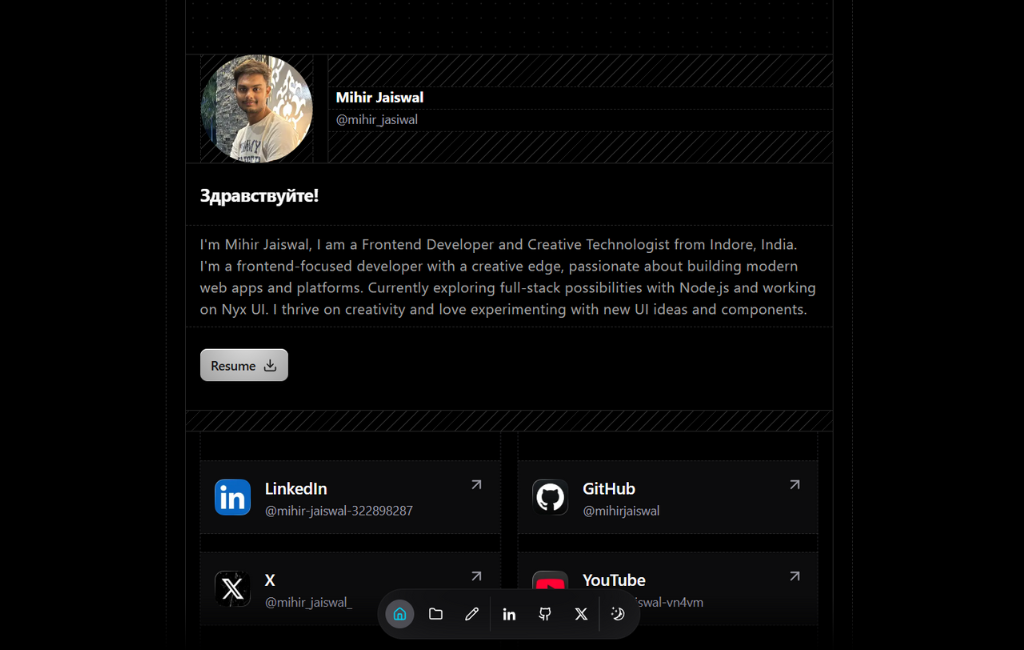 Mihir Jaiswal
@mihir_jasiwal
Здравствуйте!
I'm Mihir Jaiswal, I am a Frontend Developer and Creative Technologist from Indore, India.
I'm a frontend-focused developer with a creative edge, passionate about building modern
web apps and platforms. Currently exploring full-stack possibilities with Node.js and working
on Nyx UI. I thrive on creativity and love experimenting with new UI ideas and components.
Resume
LinkedIn
@mihir-jaiswal-322898287
GitHub
@mihirjaiswal
X
@mihir_jaiswal_
YouTube